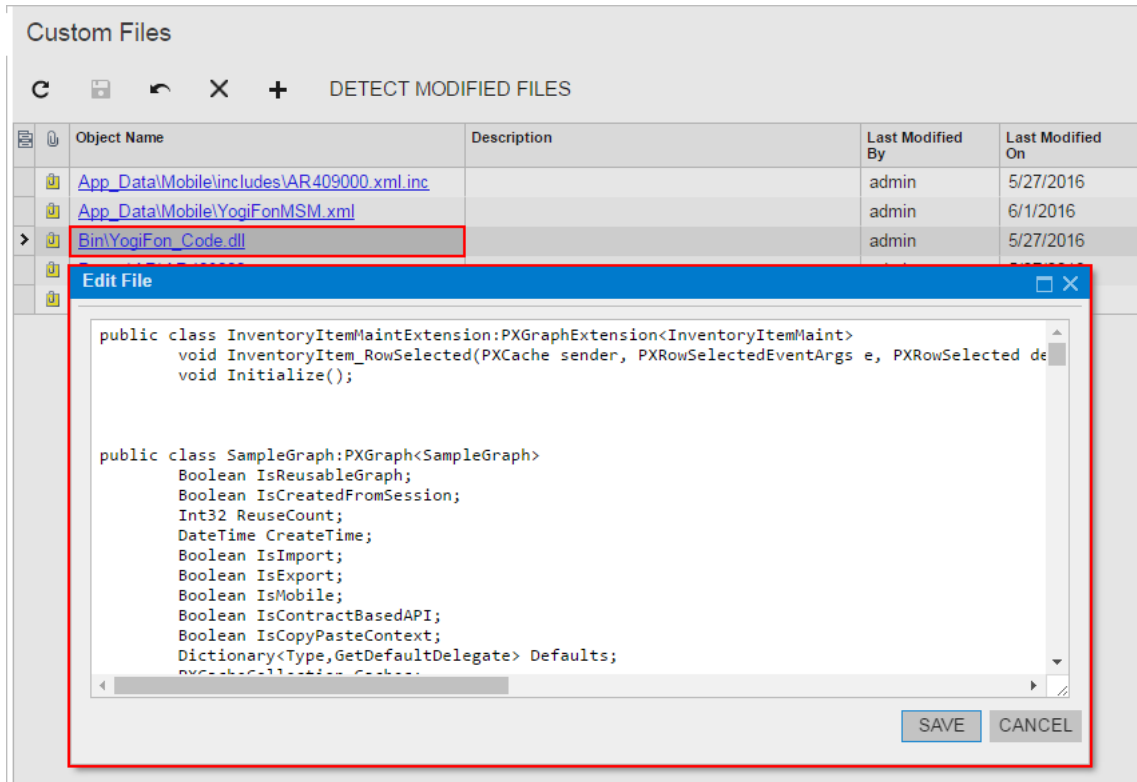 Custom Files
DETECT MODIFIED FILES
Object Name Description Last Modified By Last Modified On
App_Data\Mobile\includes\AR409000.xml.inc admin 5/27/2016
App_Data\Mobile\YogiFonMSM.xml admin 6/1/2016
Bin\YogiFon_Code.dll admin 5/27/2016
Edit File
public class InventoryItemMaintExtension:PXGraphExtension<InventoryItemMaint>
void InventoryItem_RowSelected(PXCache sender, PXRowSelectedEventArgs e, PXRowSelected de
void Initialize();
public class SampleGraph:PXGraph<SampleGraph>
Boolean IsReusableGraph;
Boolean IsCreatedFromSession;
Int32 ReuseCount;
DateTime CreateTime;
Boolean IsImport;
Boolean IsExport;
Boolean IsMobile;
Boolean IsContractBasedAPI;
Boolean IsCopyPasteContext;
Dictionary<Type,GetDefaultDelegate> Defaults;
PXCacheCollection Caches;
SAVE CANCEL